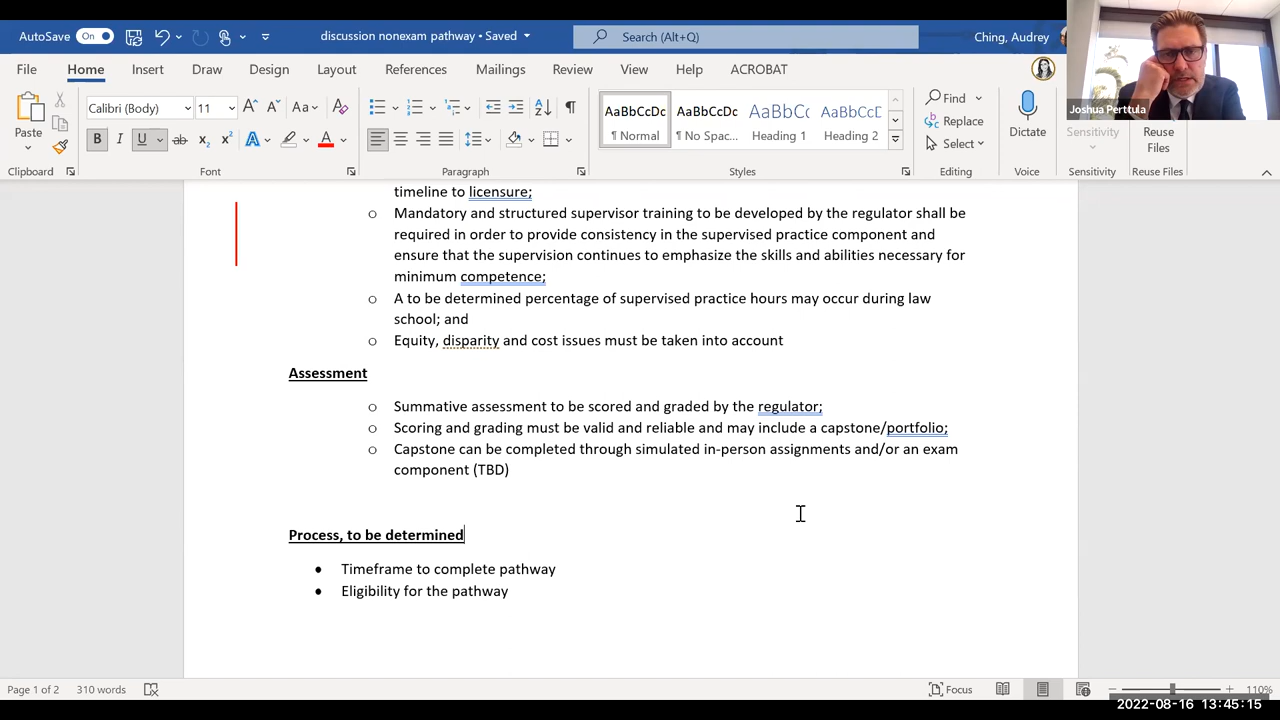 AutoSave On discussion nonexam pathway • Saved Search (Alt+Q) Ching, Audrey
File Home Insert Draw Design Layout References Mailings Review View Help ACROBAT
Joshua Perttula
Calibri (Body) 11 Aa
Paste
B I U ab x₂ x² A A
AaBbCcDc AaBbCcDc AaBbCc AaBbCcE
¶ Normal ¶ No Spac... Heading 1 Heading 2
Find
Replace
Select
Dictate
Sensitivity
Reuse
Files
Clipboard Font Paragraph Styles Editing Voice Sensitivity Reuse Files
timeline to licensure;
o Mandatory and structured supervisor training to be developed by the regulator shall be
required in order to provide consistency in the supervised practice component and
ensure that the supervision continues to emphasize the skills and abilities necessary for
minimum competence;
o A to be determined percentage of supervised practice hours may occur during law
school; and
o Equity, disparity and cost issues must be taken into account
Assessment
o Summative assessment to be scored and graded by the regulator;
o Scoring and grading must be valid and reliable and may include a capstone/portfolio;
o Capstone can be completed through simulated in-person assignments and/or an exam
component (TBD)
Process, to be determined
• Timeframe to complete pathway
• Eligibility for the pathway
Page 1 of 2 310 words Focus 110%
2022-08-16 13:45:15